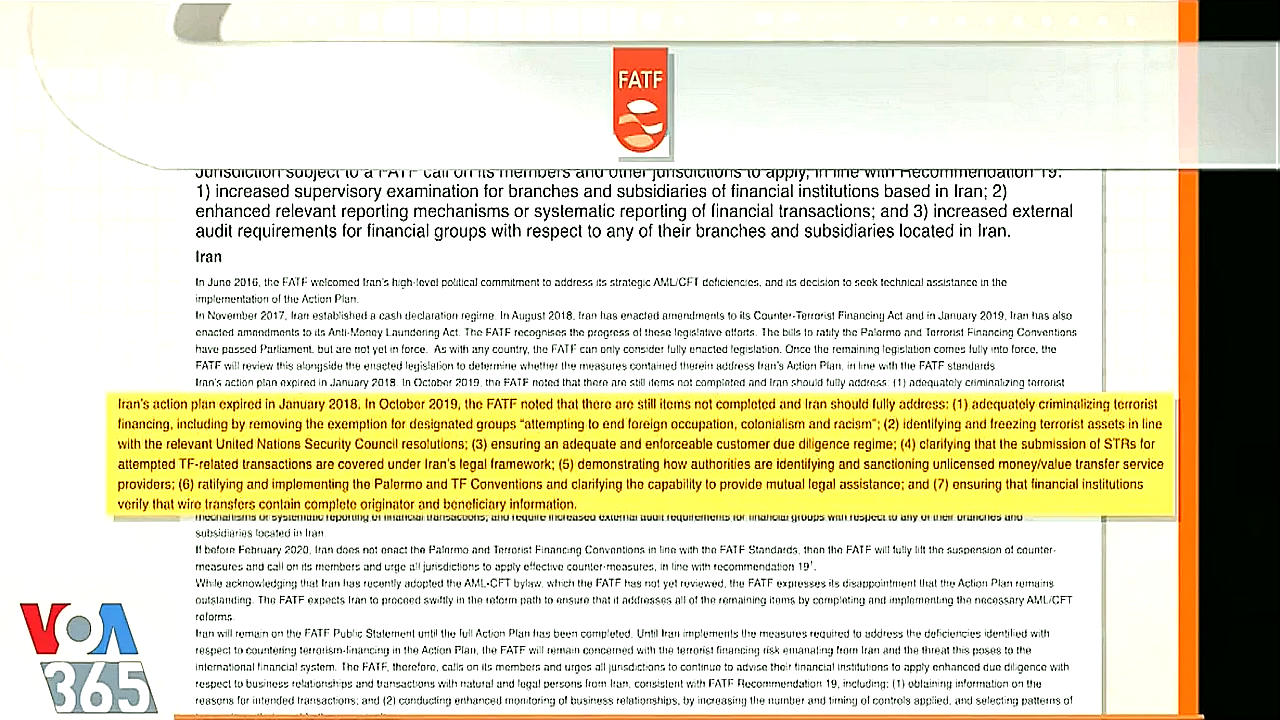 FATF
Jurisdiction subject to a FATF call on its members and other jurisdictions to apply, in line with Recommendation 19:
1) increased supervisory examination for branches and subsidiaries of financial institutions based in Iran; 2)
enhanced relevant reporting mechanisms or systematic reporting of financial transactions; and 3) increased external
audit requirements for financial groups with respect to any of their branches and subsidiaries located in Iran.
Iran
In June 2016, the FATF welcomed Iran's high-level political commitment to address its strategic AML/CFT deficiencies, and its decision to seek technical assistance in the
implementation of the Action Plan.
In November 2017, Iran established a cash declaration regime. In August 2018, Iran has enacted amendments to its Counter-Terrorist Financing Act and in January 2019, Iran has also
enacted amendments to its Anti-Money Laundering Act. The FATF recognises the progress of these legislative efforts. The bills to ratify the Palermo and Terrorist Financing Conventions
have passed Parliament, but are not yet in force. As with any country, the FATF can only consider fully enacted legislation. Once the remaining legislation comes fully into force, the
FATF will review this alongside the enacted legislation to determine whether the measures contained therein address Iran's Action Plan, in line with the FATF standards
Iran's action plan expired in January 2018. In October 2019, the FATF noted that there are still items not completed and Iran should fully address: (1) adequately criminalizing terrorist
Iran's action plan expired in January 2018. In October 2019, the FATF noted that there are still items not completed and Iran should fully address: (1) adequately criminalizing terrorist
financing, including by removing the exemption for designated groups "attempting to end foreign occupation, colonialism and racism"; (2) identifying and freezing terrorist assets in line
with the relevant United Nations Security Council resolutions; (3) ensuring an adequate and enforceable customer due diligence regime; (4) clarifying that the submission of STRs for
attempted TF-related transactions are covered under Iran's legal framework; (5) demonstrating how authorities are identifying and sanctioning unlicensed money/value transfer service
providers; (6) ratifying and implementing the Palermo and TF Conventions and clarifying the capability to provide mutual legal assistance; and (7) ensuring that financial institutions
verify that wire transfers contain complete originator and beneficiary information.
mechanisms or systematic reporting of financial transactions; and require increased external audit requirements for financial groups with respect to any of their branches and
subsidiaries located in Iran.
If before February 2020, Iran does not enact the Palermo and Terrorist Financing Conventions in line with the FATF Standards, then the FATF will fully lift the suspension of counter-
measures and call on its members and urge all jurisdictions to apply effective counter-measures, in line with recommendation 19¹.
While acknowledging that Iran has recently adopted the AML-CFT bylaw, which the FATF has not yet reviewed, the FATF expresses its disappointment that the Action Plan remains
outstanding. The FATF expects Iran to proceed swiftly in the reform path to ensure that it addresses all of the remaining items by completing and implementing the necessary AML/CFT
reforms.
Iran will remain on the FATF Public Statement until the full Action Plan has been completed. Until Iran implements the measures required to address the deficiencies identified with
respect to countering terrorism-financing in the Action Plan, the FATF will remain concerned with the terrorist financing risk emanating from Iran and the threat this poses to the
international financial system. The FATF, therefore, calls on its members and urges all jurisdictions to continue to advise their financial institutions to apply enhanced due diligence with
respect to business relationships and transactions with natural and legal persons from Iran, consistent with FATF Recommendation 19, including: (1) obtaining information on the
reasons for intended transactions; and (2) conducting enhanced monitoring of business relationships, by increasing the number and timing of controls applied, and selecting patterns of
VOA
365